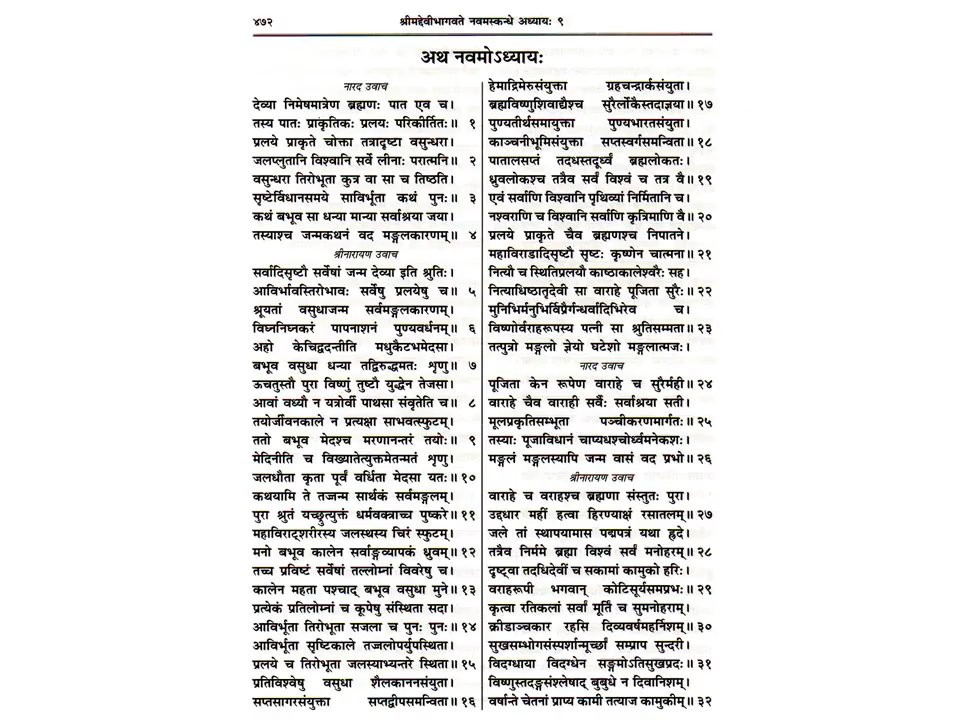 ४७२
श्रीमद्देवीभागवते नवमस्कन्धे अध्यायः ९
अथ नवमोऽध्यायः
नारद उवाच
देव्या निमेषमात्रेण ब्रह्मणः पात एव च।
तस्य पातः प्राकृतिकः प्रलयः परिकीर्तितः॥ १
प्रलये प्राकृते चोक्ता तत्रादृष्टा वसुन्धरा।
जलप्लुतानि विश्वानि सर्वे लीनाः परात्मनि॥ २
वसुन्धरा तिरोभूता कुत्र वा सा च तिष्ठति।
सृष्टेर्विधानसमये साविर्भूता कथं पुनः॥ ३
कथं बभूव सा धन्या मान्या सर्वाश्रया जया।
तस्याश्च जन्मकथनं वद मङ्गलकारणम्॥ ४
श्रीनारायण उवाच
सर्वादिसृष्टौ सर्वेषां जन्म देव्या इति श्रुतिः।
आविर्भावस्तिरोभावः सर्वेषु प्रलयेषु च॥ ५
श्रूयतां वसुधाजन्म सर्वमङ्गलकारणम्।
विघ्ननिघ्नकरं पापनाशनं पुण्यवर्धनम्॥ ६
अहो केचिद्वदन्तीति मधुकैटभमेदसा।
बभूव वसुधा धन्या तद्विरुद्धमतः शृणु॥ ७
ऊचतुस्तौ पुरा विष्णुं तुष्टौ युद्धेन तेजसा।
आवां वध्यौ न यत्रोर्वी पाथसा संवृतेति च॥ ८
तयोर्जीवनकाले न प्रत्यक्षा साभवत्स्फुटम्।
ततो बभूव मेदश्च मरणानन्तरं तयोः॥ ९
मेदिनीति च विख्यातेत्युक्तमेतन्मतं शृणु।
जलधौता कृता पूर्वं वर्धिता मेदसा यतः॥ १०
कथयामि ते तज्जन्म सार्थकं सर्वमङ्गलम्।
पुरा श्रुतं यच्छ्रुत्युक्तं धर्मवक्त्राच्च पुष्करे॥ ११
महाविराट्शरीरस्य जलस्थस्य चिरं स्फुटम्।
मनो बभूव कालेन सर्वाङ्गव्यापकं ध्रुवम्॥ १२
तच्च प्रविष्टं सर्वेषां तल्लोम्नां विवरेषु च।
कालेन महता पश्चाद् बभूव वसुधा मुने॥ १३
प्रत्येकं प्रतिलोम्नां च कूपेषु संस्थिता सदा।
आविर्भूता तिरोभूता सजला च पुनः पुनः॥ १४
आविर्भूता सृष्टिकाले तज्जलोपर्युपस्थिता।
प्रलये च तिरोभूता जलस्याभ्यन्तरे स्थिता॥ १५
प्रतिविश्वेषु वसुधा शैलकाननसंयुता।
सप्तसागरसंयुक्ता सप्तद्वीपसमन्विता॥ १६
हेमाद्रिमेरुसंयुक्ता ग्रहचन्द्रार्कसंयुता।
ब्रह्मविष्णुशिवाद्यैश्च सुरैर्लोकैस्तदाज्ञया॥ १७
पुण्यतीर्थसमायुक्ता पुण्यभारतसंयुता।
काञ्चनीभूमिसंयुक्ता सप्तस्वर्गसमन्विता॥ १८
पातालसप्तं तदधस्तदूर्ध्वं ब्रह्मलोकतः।
ध्रुवलोकश्च तत्रैव सर्वं विश्वं च तत्र वै॥ १९
एवं सर्वाणि विश्वानि पृथिव्यां निर्मितानि च।
नश्वराणि च विश्वानि सर्वाणि कृत्रिमाणि वै॥ २०
प्रलये प्राकृते चैव ब्रह्मणश्च निपातने।
महाविराडादिसृष्टौ सृष्टः कृष्णेन चात्मना॥ २१
नित्यौ च स्थितिप्रलयौ काष्ठाकालेश्वरैः सह।
नित्याधिष्ठातृदेवी सा वाराहे पूजिता सुरैः॥ २२
मुनिभिर्मनुभिर्विप्रैर्गन्धर्वादिभिरेव च।
विष्णोर्वराहरूपस्य पत्नी सा श्रुतिसम्मता॥ २३
तत्पुत्रो मङ्गलो ज्ञेयो घटेशो मङ्गलात्मजः।
नारद उवाच
पूजिता केन रूपेण वाराहे च सुरैर्मही॥ २४
वाराहे चैव वाराही सर्वैः सर्वाश्रया सती।
मूलप्रकृतिसम्भूता पञ्चीकरणमार्गतः॥ २५
तस्याः पूजाविधानं चाप्यधश्चोर्ध्वमनेकशः।
मङ्गलं मङ्गलस्यापि जन्म वासं वद प्रभो॥ २६
श्रीनारायण उवाच
वाराहे च वराहश्च ब्रह्मणा संस्तुतः पुरा।
उद्दधार महीं हत्वा हिरण्याक्षं रसातलम्॥ २७
जले तां स्थापयामास पद्मपत्रं यथा ह्रदे।
तत्रैव निर्ममे ब्रह्मा विश्वं सर्वं मनोहरम्॥ २८
दृष्ट्वा तदधिदेवीं च सकामां कामुको हरिः।
वराहरूपी भगवान् कोटिसूर्यसमप्रभः॥ २९
कृत्वा रतिकलां सर्वां मूर्तिं च सुमनोहराम्।
क्रीडाञ्चकार रहसि दिव्यवर्षमहर्निशम्॥ ३०
सुखसम्भोगसंस्पर्शान्मूर्च्छां सम्प्राप सुन्दरी।
विदग्धाया विदग्धेन सङ्गमोऽतिसुखप्रदः॥ ३१
विष्णुस्तदङ्गसंश्लेषाद् बुबुधे न दिवानिशम्।
वर्षान्ते चेतनां प्राप्य कामी तत्याज कामुकीम्॥ ३२